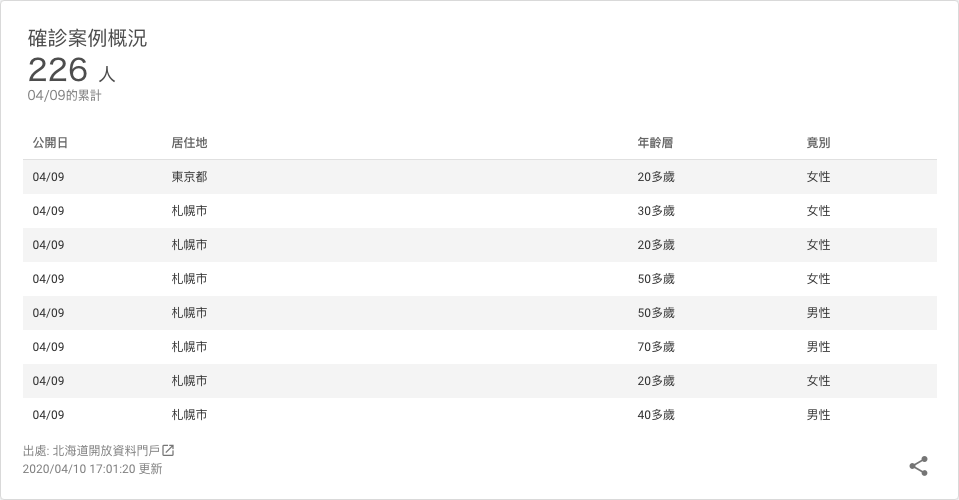 確診案例概況
226 人
04/09的累計
公開日 居住地 年齡層 竟別
04/09 東京都 20多歲 女性
04/09 札幌市 30多歲 女性
04/09 札幌市 20多歲 女性
04/09 札幌市 50多歲 女性
04/09 札幌市 50多歲 男性
04/09 札幌市 70多歲 男性
04/09 札幌市 20多歲 女性
04/09 札幌市 40多歲 男性
出處: 北海道開放資料門戶
2020/04/10 17:01:20 更新